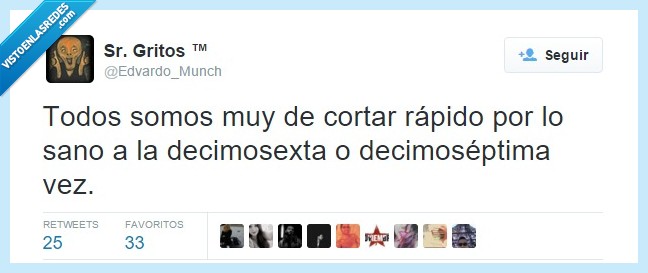 VISTOENLASREDES
.com
Sr. Gritos ™
@Edvardo_Munch
Seguir
Todos somos muy de cortar rápido por lo
sano a la decimosexta o decimoséptima
vez.
RETWEETS
FAVORITOS
25
33